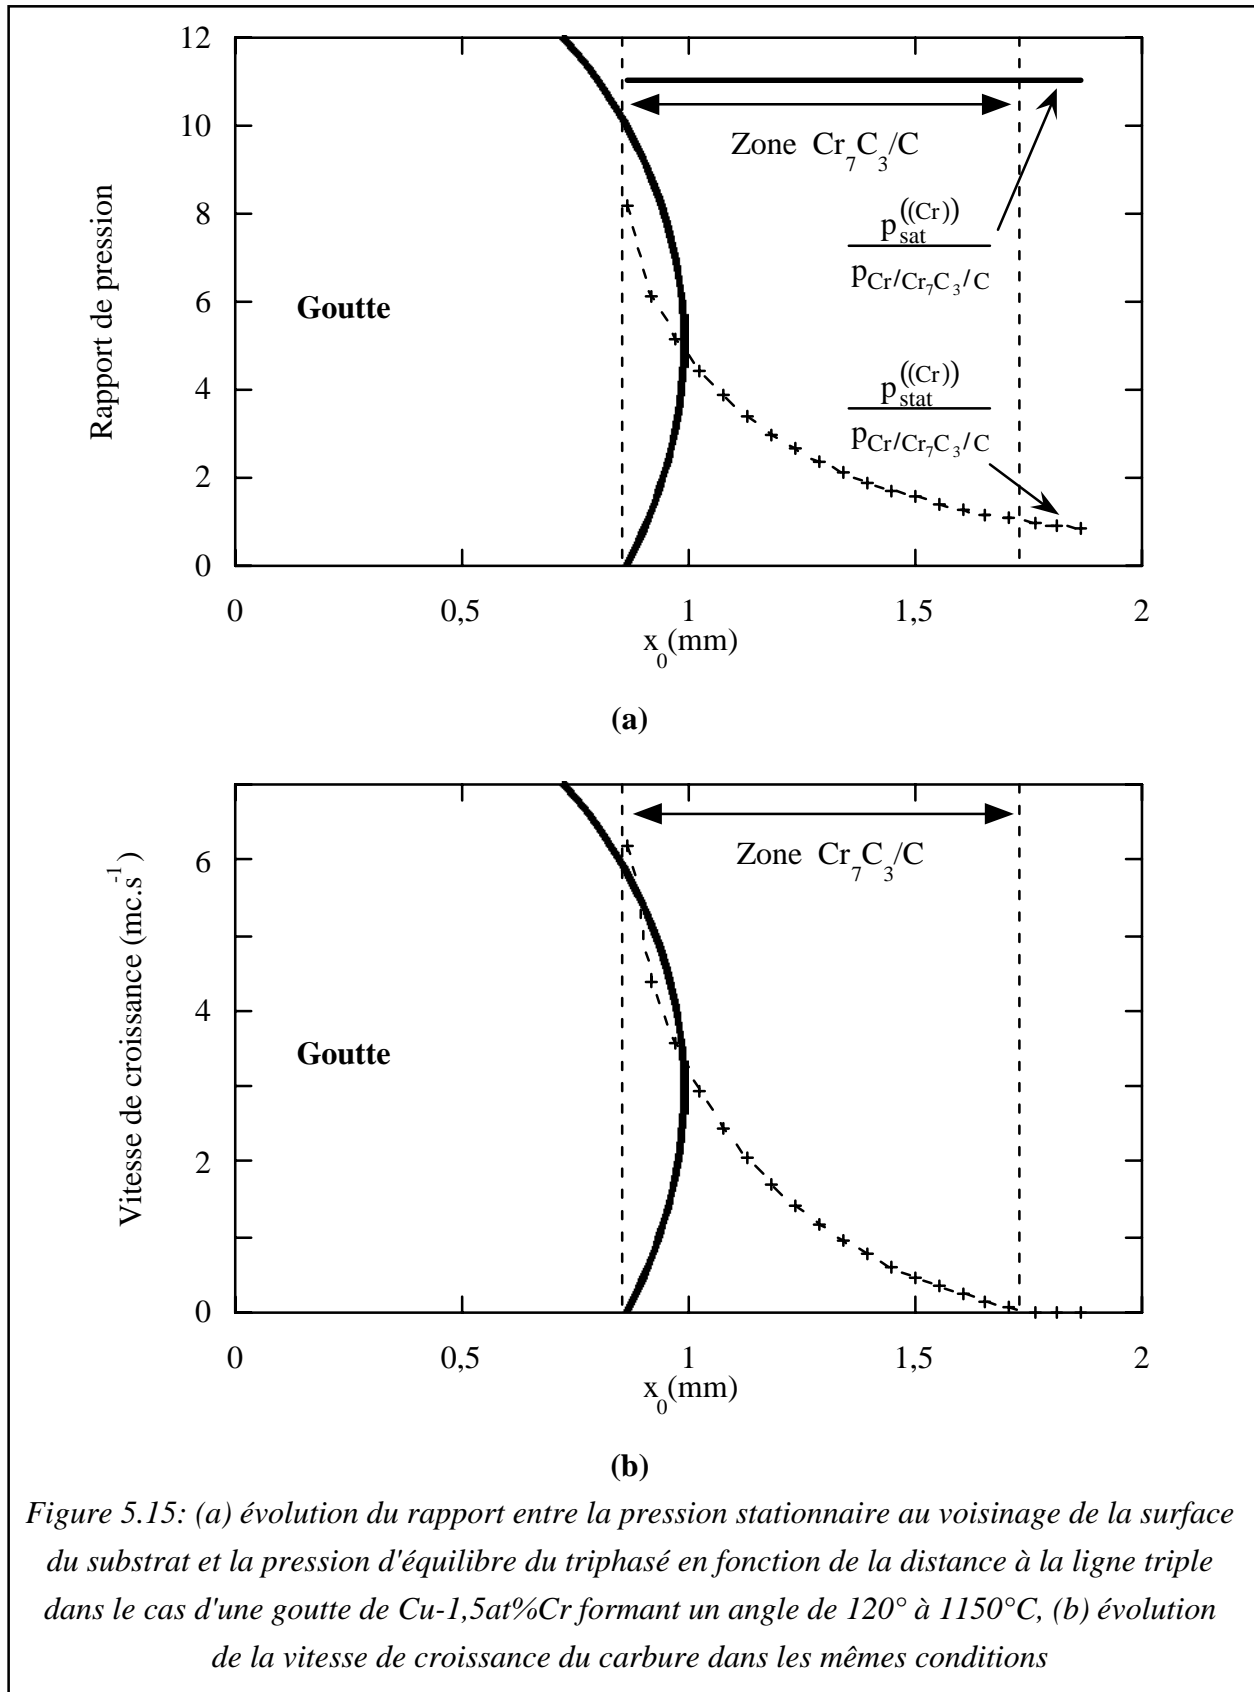 12
10
8
6
4
2
0
Rapport de pression
Zone Cr₇C₃/C
p_sat^((Cr))
p_Cr/Cr₇C₃/C
Goutte
p_stat^((Cr))
p_Cr/Cr₇C₃/C
0 0,5 1 1,5 2
x₀(mm)
(a)
6
4
2
0
Vitesse de croissance (mc.s⁻¹)
Zone Cr₇C₃/C
Goutte
0 0,5 1 1,5 2
x₀(mm)
(b)
Figure 5.15: (a) évolution du rapport entre la pression stationnaire au voisinage de la surface
du substrat et la pression d'équilibre du triphasé en fonction de la distance à la ligne triple
dans le cas d'une goutte de Cu-1,5at%Cr formant un angle de 120° à 1150°C, (b) évolution
de la vitesse de croissance du carbure dans les mêmes conditions